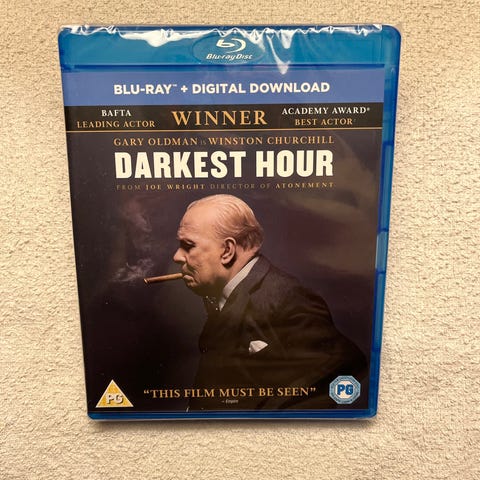 Blu-ray Disc
BLU-RAY™ + DIGITAL DOWNLOAD
BAFTA
LEADING ACTOR
WINNER
ACADEMY AWARD®
BEST ACTOR
GARY OLDMAN IS WINSTON CHURCHILL
DARKEST HOUR
FROM JOE WRIGHT DIRECTOR OF ATONEMENT
“THIS FILM MUST BE SEEN”
– Empire
PG
PG